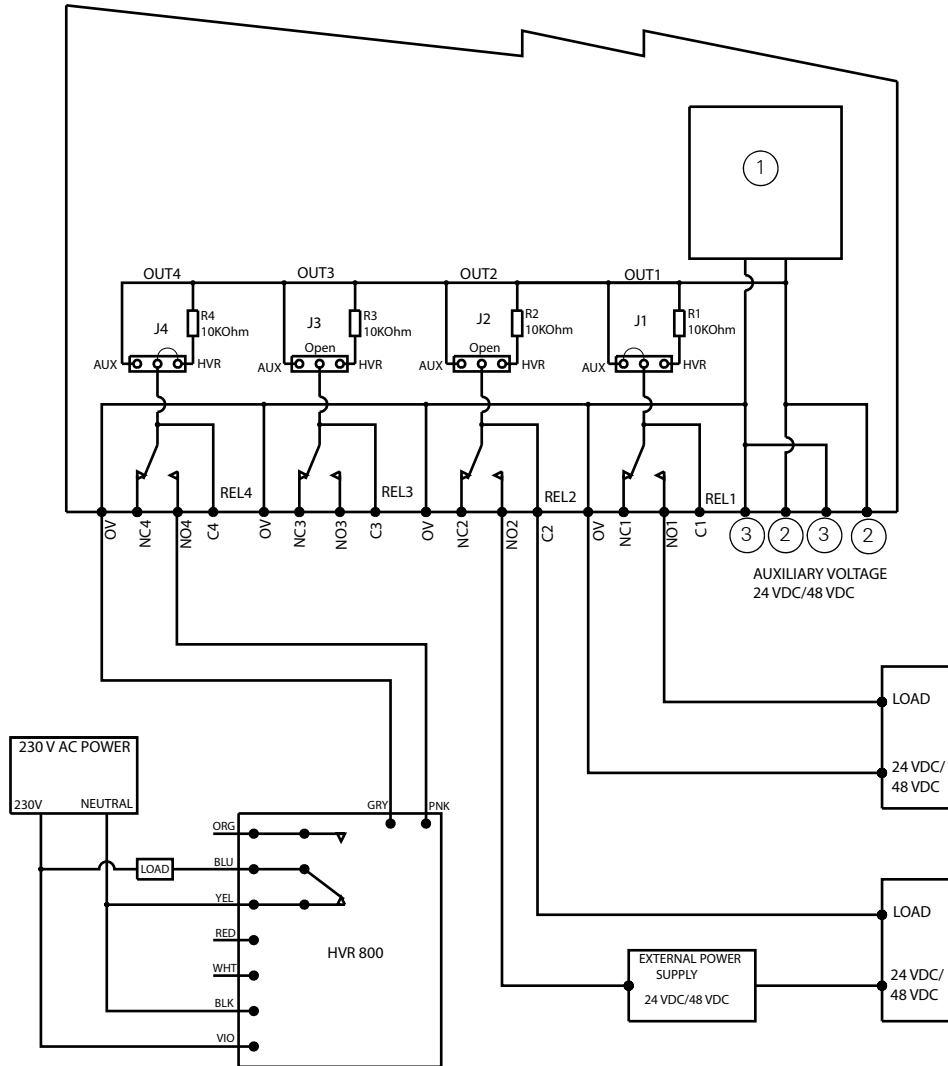 1
OUT4
OUT3
OUT2
OUT1
R4
10KOhm
R3
10KOhm
R2
10KOhm
R1
10KOhm
J4
J3
J2
J1
Open
Open
AUX
HVR
AUX
HVR
AUX
HVR
AUX
HVR
REL4
REL3
REL2
REL1
OV
NC4
NO4
C4
OV
NC3
NO3
C3
OV
NC2
NO2
C2
OV
NC1
NO1
C1
3
2
3
2
AUXILIARY VOLTAGE
24 VDC/48 VDC
LOAD
24 VDC/
48 VDC
230 V AC POWER
230V
NEUTRAL
GRY
PNK
ORG
BLU
LOAD
YEL
RED
WHT
BLK
VIO
HVR 800
EXTERNAL POWER
SUPPLY
24 VDC/48 VDC
LOAD
24 VDC/
48 VDC